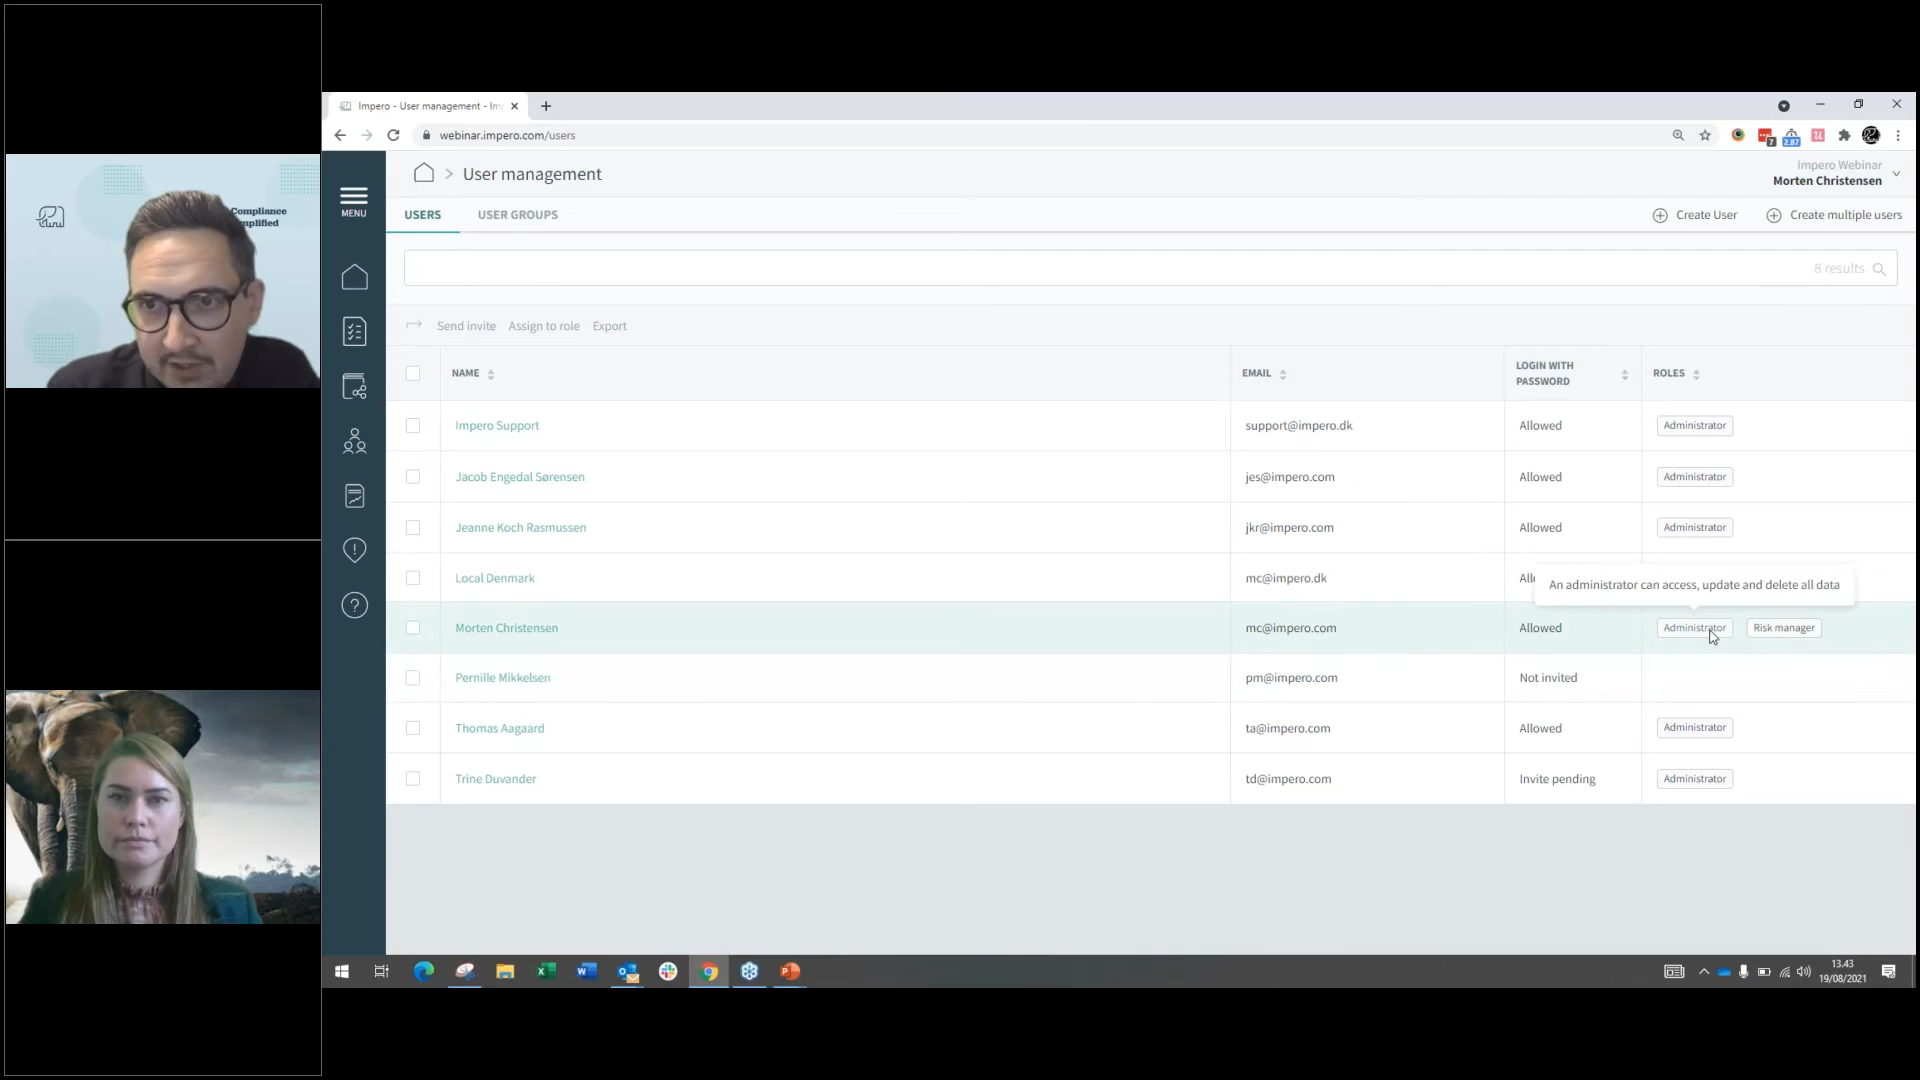 Compliance
mplified
Impero - User management - Im
webinar.impero.com/users
7
2.87
MENU
> User management
Impero Webinar
Morten Christensen
USERS
USER GROUPS
Create User
Create multiple users
8 results
Send invite Assign to role Export
NAME
EMAIL
LOGIN WITH
PASSWORD
ROLES
Impero Support support@impero.dk Allowed Administrator
Jacob Engedal Sørensen jes@impero.com Allowed Administrator
Jeanne Koch Rasmussen jkr@impero.com Allowed Administrator
Local Denmark mc@impero.dk All
An administrator can access, update and delete all data
Morten Christensen mc@impero.com Allowed Administrator Risk manager
Pernille Mikkelsen pm@impero.com Not invited
Thomas Aagaard ta@impero.com Allowed Administrator
Trine Duvander td@impero.com Invite pending Administrator
13.43
19/08/2021